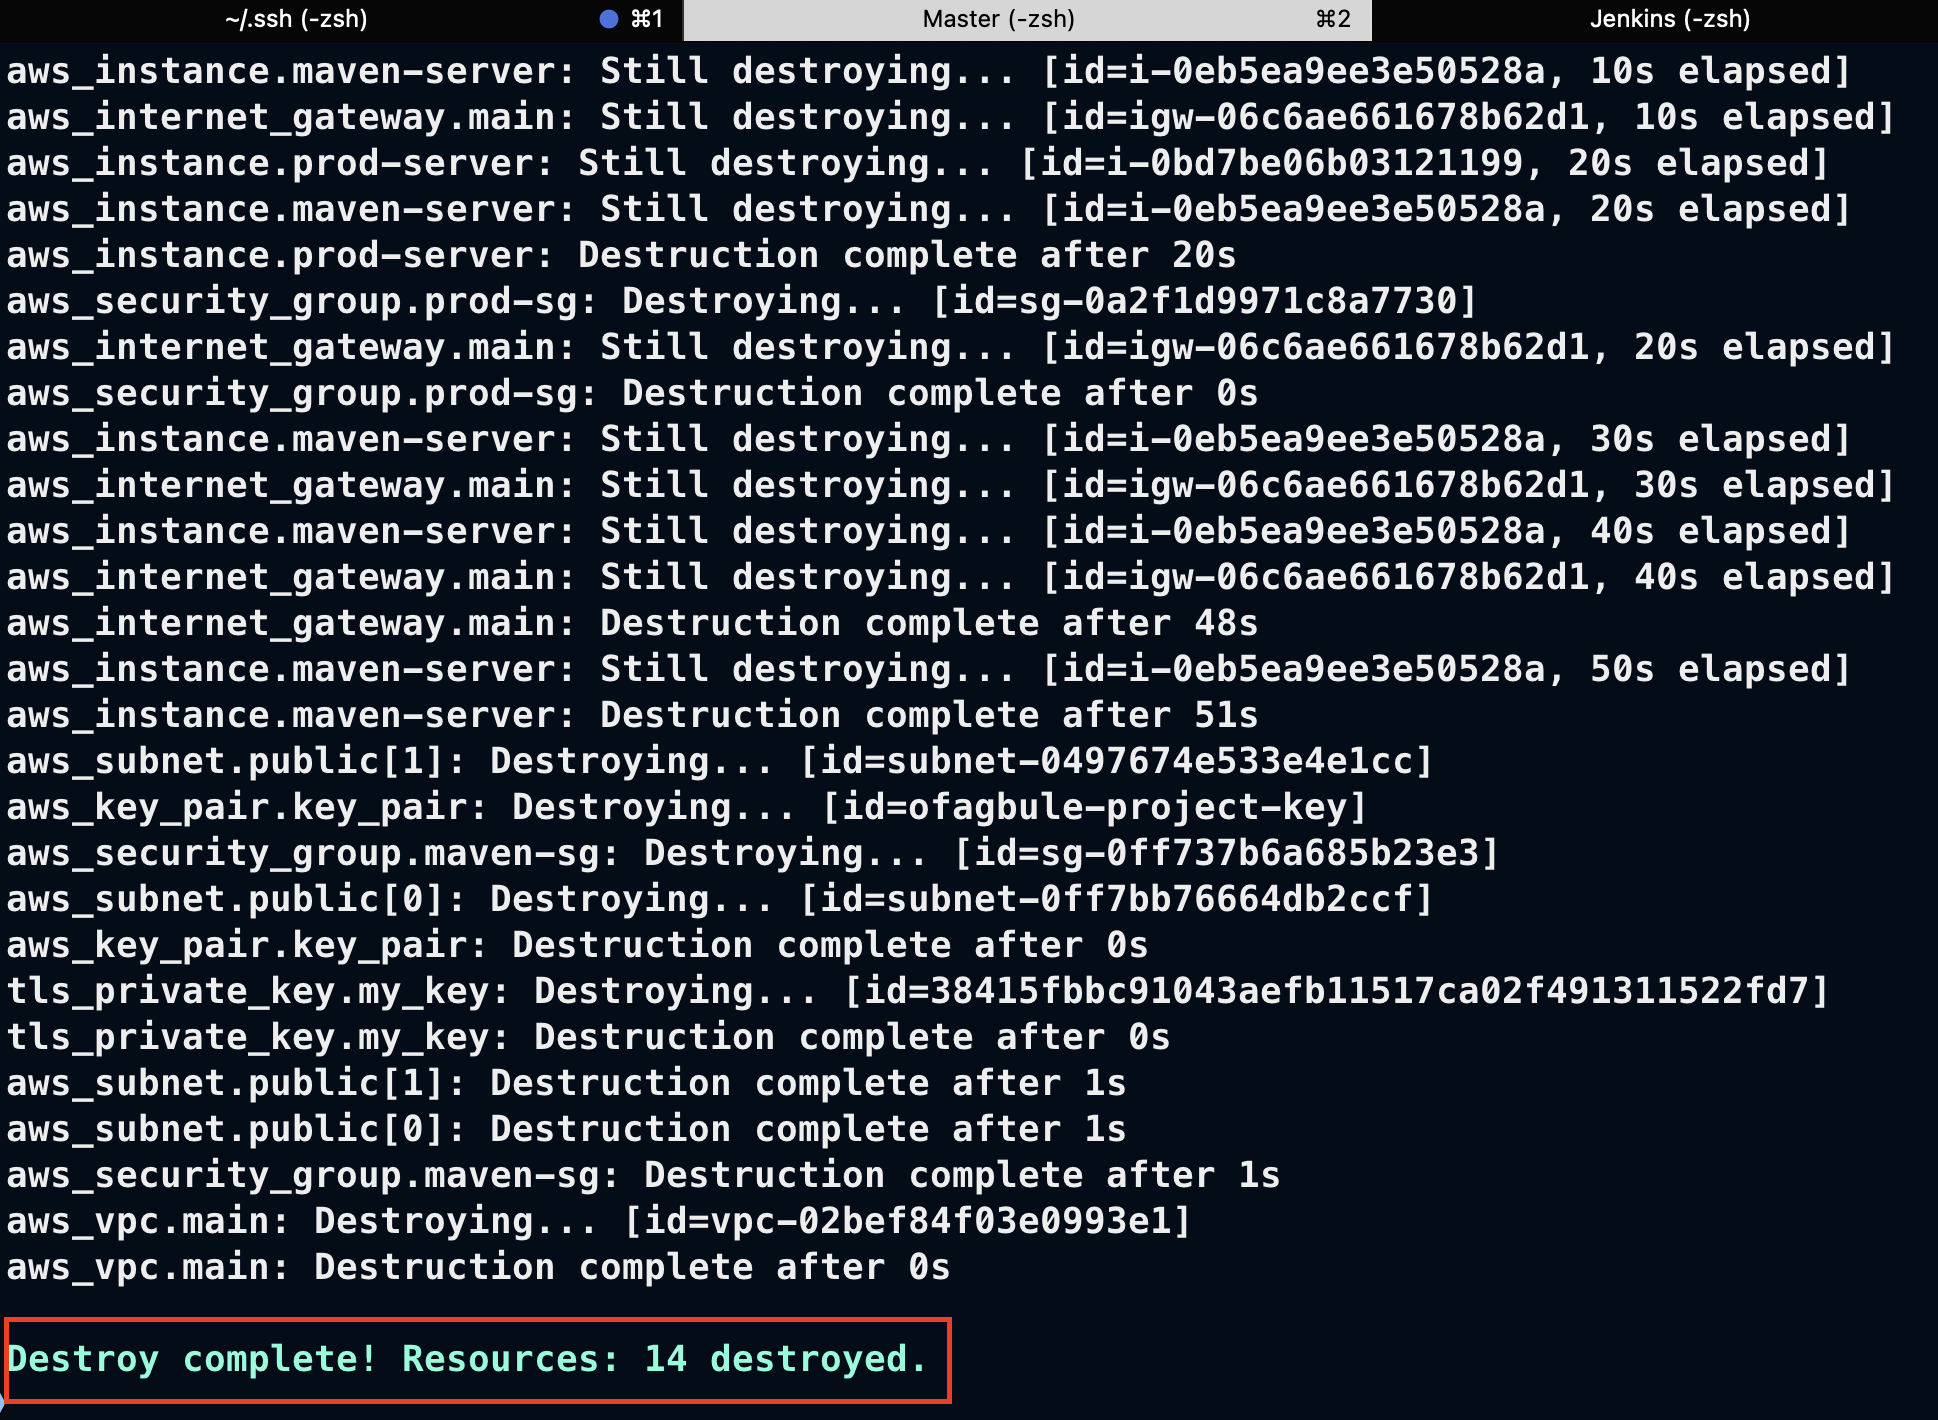 ~/.ssh (-zsh) ⌘1 Master (-zsh) ⌘2 Jenkins (-zsh)
aws_instance.maven-server: Still destroying... [id=i-0eb5ea9ee3e50528a, 10s elapsed]
aws_internet_gateway.main: Still destroying... [id=igw-06c6ae661678b62d1, 10s elapsed]
aws_instance.prod-server: Still destroying... [id=i-0bd7be06b03121199, 20s elapsed]
aws_instance.maven-server: Still destroying... [id=i-0eb5ea9ee3e50528a, 20s elapsed]
aws_instance.prod-server: Destruction complete after 20s
aws_security_group.prod-sg: Destroying... [id=sg-0a2f1d9971c8a7730]
aws_internet_gateway.main: Still destroying... [id=igw-06c6ae661678b62d1, 20s elapsed]
aws_security_group.prod-sg: Destruction complete after 0s
aws_instance.maven-server: Still destroying... [id=i-0eb5ea9ee3e50528a, 30s elapsed]
aws_internet_gateway.main: Still destroying... [id=igw-06c6ae661678b62d1, 30s elapsed]
aws_instance.maven-server: Still destroying... [id=i-0eb5ea9ee3e50528a, 40s elapsed]
aws_internet_gateway.main: Still destroying... [id=igw-06c6ae661678b62d1, 40s elapsed]
aws_internet_gateway.main: Destruction complete after 48s
aws_instance.maven-server: Still destroying... [id=i-0eb5ea9ee3e50528a, 50s elapsed]
aws_instance.maven-server: Destruction complete after 51s
aws_subnet.public[1]: Destroying... [id=subnet-0497674e533e4e1cc]
aws_key_pair.key_pair: Destroying... [id=ofagbule-project-key]
aws_security_group.maven-sg: Destroying... [id=sg-0ff737b6a685b23e3]
aws_subnet.public[0]: Destroying... [id=subnet-0ff7bb76664db2ccf]
aws_key_pair.key_pair: Destruction complete after 0s
tls_private_key.my_key: Destroying... [id=38415fbbc91043aefb11517ca02f491311522fd7]
tls_private_key.my_key: Destruction complete after 0s
aws_subnet.public[1]: Destruction complete after 1s
aws_subnet.public[0]: Destruction complete after 1s
aws_security_group.maven-sg: Destruction complete after 1s
aws_vpc.main: Destroying... [id=vpc-02bef84f03e0993e1]
aws_vpc.main: Destruction complete after 0s
Destroy complete! Resources: 14 destroyed.